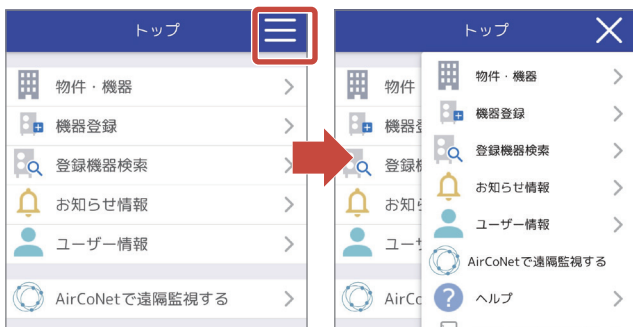 トップ
物件・機器
機器登録
登録機器検索
お知らせ情報
ユーザー情報
AirCoNetで遠隔監視する
トップ
物件
機器
登録
お知
ユー
AirCo
物件・機器
機器登録
登録機器検索
お知らせ情報
ユーザー情報
AirCoNetで遠隔監視する
ヘルプ